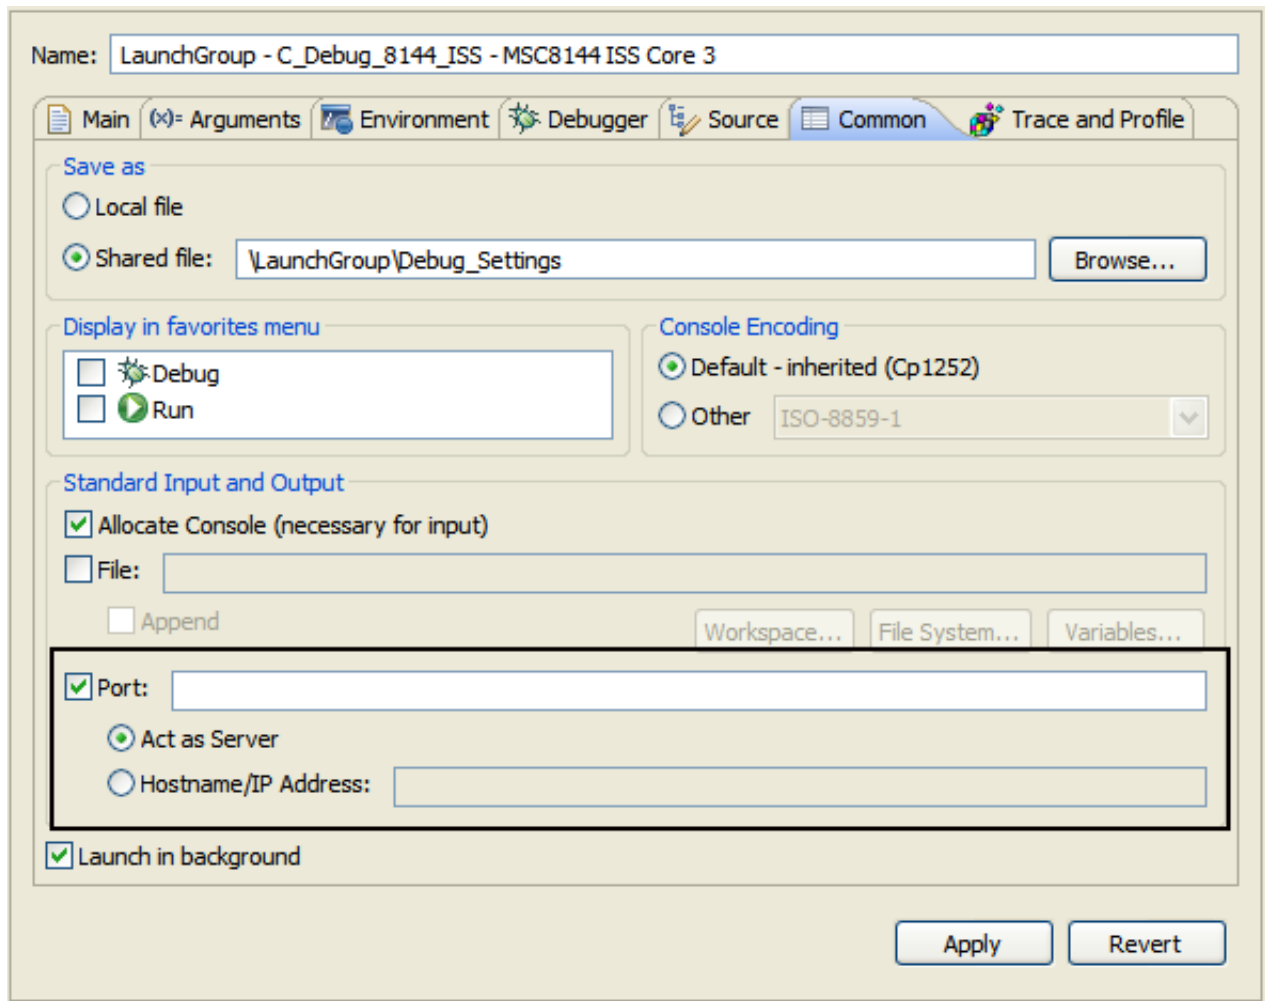 Name: LaunchGroup - C_Debug_8144_ISS - MSC8144 ISS Core 3
Main (x)= Arguments Environment Debugger Source Common Trace and Profile
Save as
Local file
Shared file: \LaunchGroup\Debug_Settings Browse...
Display in favorites menu Console Encoding
Debug Default - inherited (Cp1252)
Run Other ISO-8859-1
Standard Input and Output
Allocate Console (necessary for input)
File:
Append Workspace... File System... Variables...
Port:
Act as Server
Hostname/IP Address:
Launch in background
Apply Revert